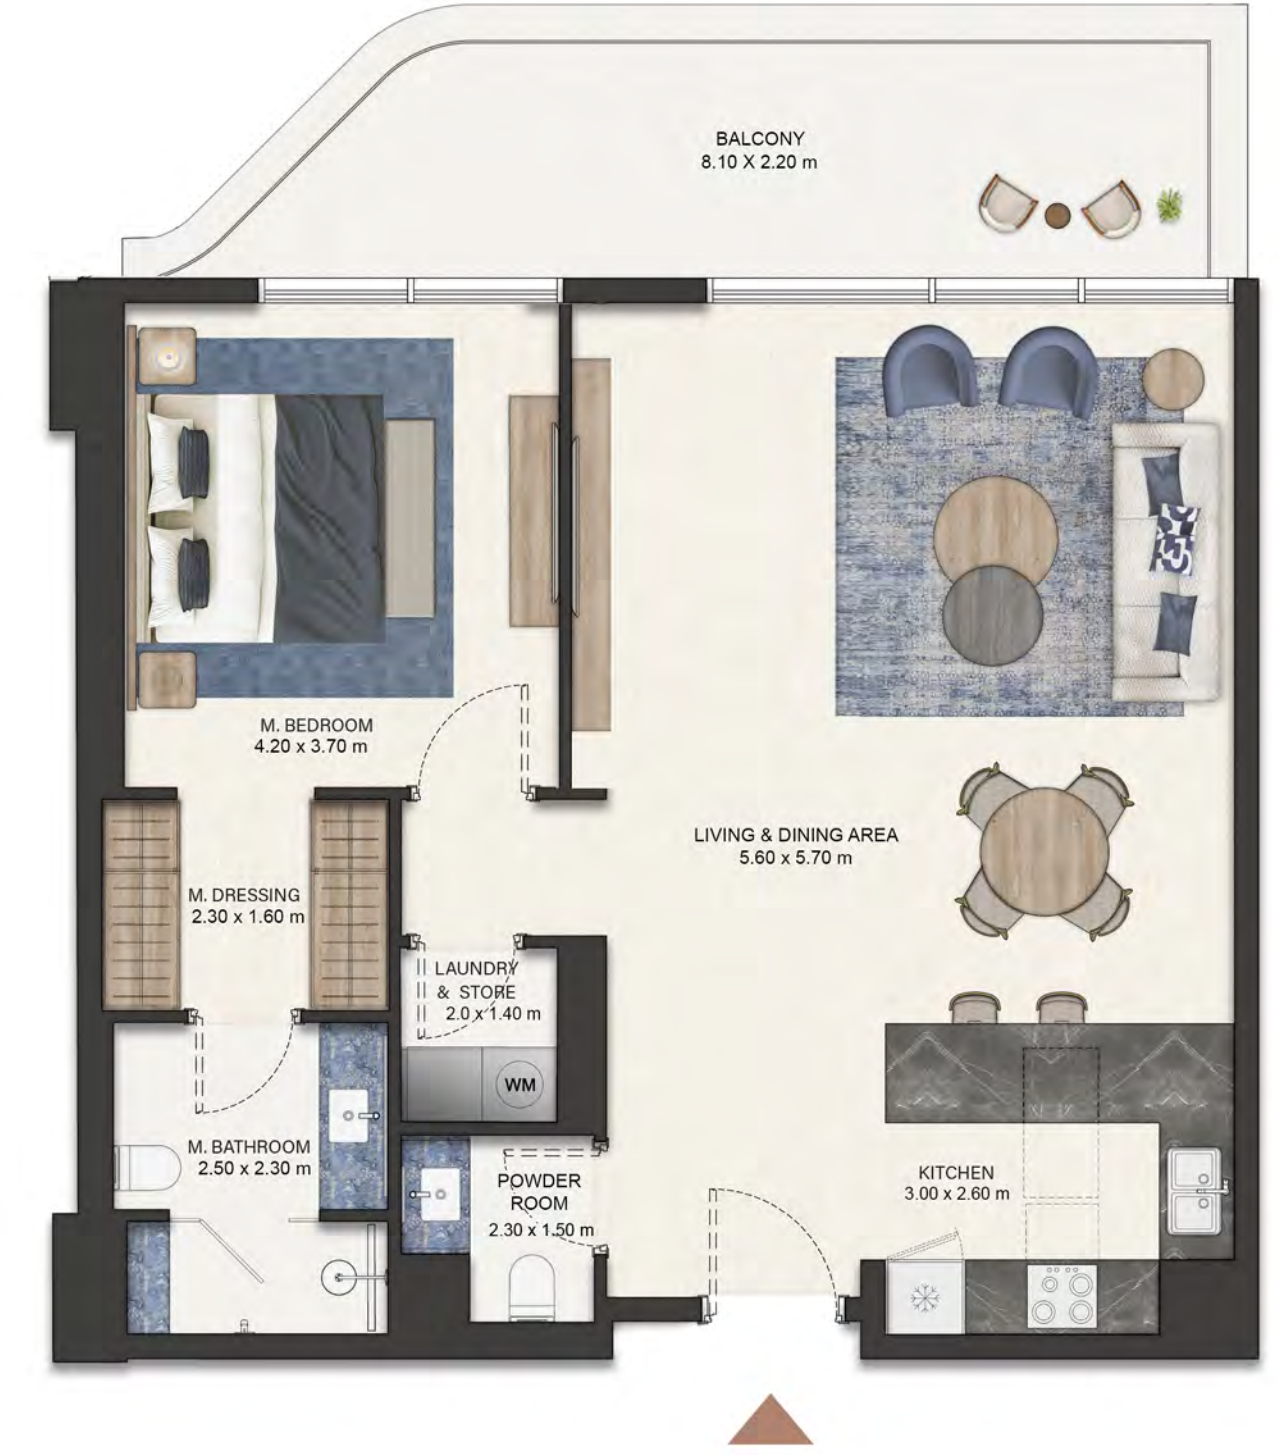 BALCONY
8.10 X 2.20 m
M. BEDROOM
4.20 x 3.70 m
LIVING & DINING AREA
5.60 x 5.70 m
M. DRESSING
2.30 x 1.60 m
LAUNDRY
& STORE
2.0 x 1.40 m
WM
M. BATHROOM
2.50 x 2.30 m
POWDER
ROOM
2.30 x 1.50 m
KITCHEN
3.00 x 2.60 m